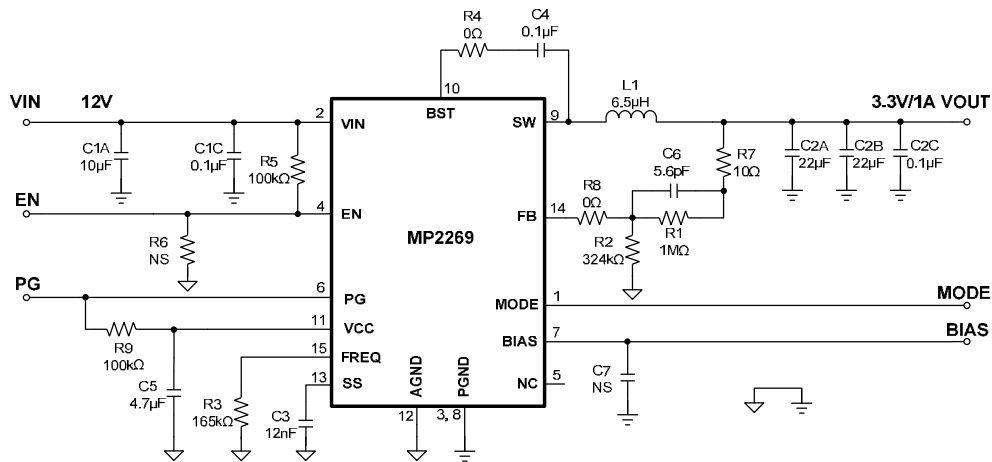 R4
0Ω
C4
0.1µF
10
BST
VIN
12V
2
VIN
SW
9
L1
6.5µH
3.3V/1A VOUT
C1A
10µF
C1C
0.1µF
R5
100kΩ
C6
5.6pF
R7
10Ω
C2A
22µF
C2B
22µF
C2C
0.1µF
EN
4
EN
FB
14
R8
0Ω
MP2269
R6
NS
R2
324kΩ
R1
1MΩ
PG
6
PG
MODE
1
MODE
11
VCC
BIAS
7
BIAS
R9
100kΩ
15
FREQ
C5
4.7µF
13
SS
AGND
PGND
NC
5
C7
NS
R3
165kΩ
C3
12nF
12
3, 8